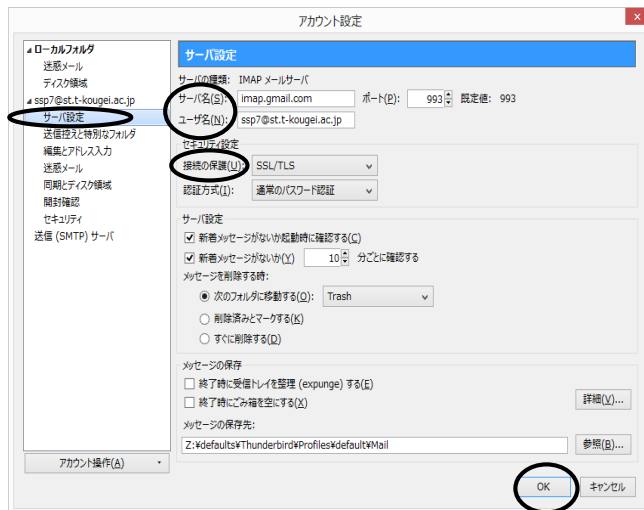 アカウント設定
x
ローカルフォルダ
迷惑メール
ディスク領域
ssp7@st.t-kougei.ac.jp
サーバ設定
送信控えと特別なフォルダ
編集とアドレス入力
迷惑メール
同期とディスク領域
開封確認
セキュリティ
送信 (SMTP) サーバ
アカウント操作(A)
サーバ設定
サーバの種類: IMAP メールサーバ
サーバ名(S): imap.gmail.com ポート(P): 993 既定値: 993
ユーザ名(N): ssp7@st.t-kougei.ac.jp
セキュリティ設定
接続の保護(U): SSL/TLS
認証方式(I): 通常のパスワード認証
サーバ設定
新着メッセージがないか起動時に確認する(C)
新着メッセージがないか(Y) 10 分ごとに確認する
メッセージを削除する時:
次のフォルダに移動する(O): Trash
削除済みとマークする(K)
すぐに削除する(D)
メッセージの保存
終了時に受信トレイを整理 (expunge) する(E)
終了時にごみ箱を空にする(X)
詳細(V)...
メッセージの保存先:
Z:¥defaults¥Thunderbird¥Profiles¥default¥Mail
参照(B)...
OK キャンセル